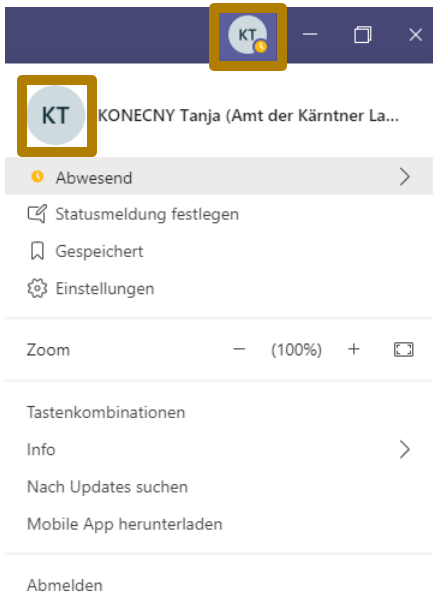 KT
KT
KONECNY Tanja (Amt der Kärntner La...
Abwesend
Statusmeldung festlegen
Gespeichert
Einstellungen
Zoom − (100%) +
Tastenkombinationen
Info
Nach Updates suchen
Mobile App herunterladen
Abmelden